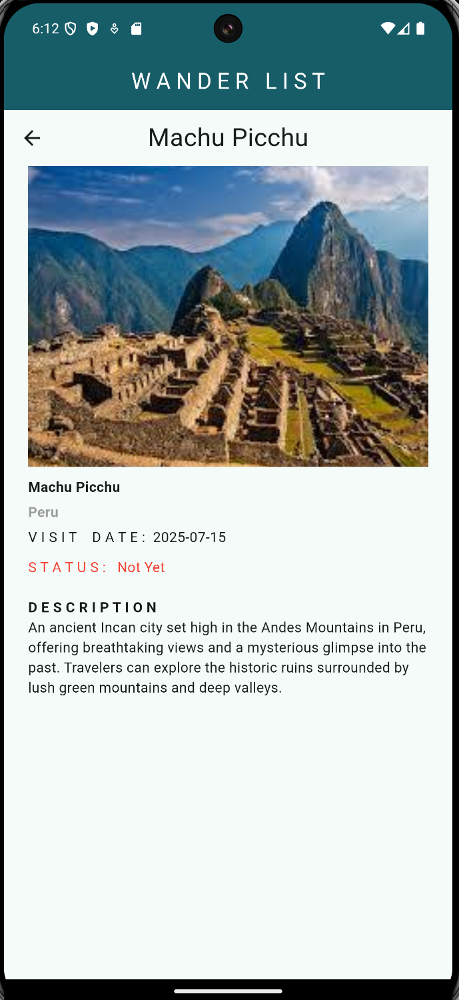 6:12
WANDER LIST
Machu Picchu
Machu Picchu
Peru
VISIT DATE: 2025-07-15
STATUS: Not Yet
DESCRIPTION
An ancient Incan city set high in the Andes Mountains in Peru,
offering breathtaking views and a mysterious glimpse into the
past. Travelers can explore the historic ruins surrounded by
lush green mountains and deep valleys.